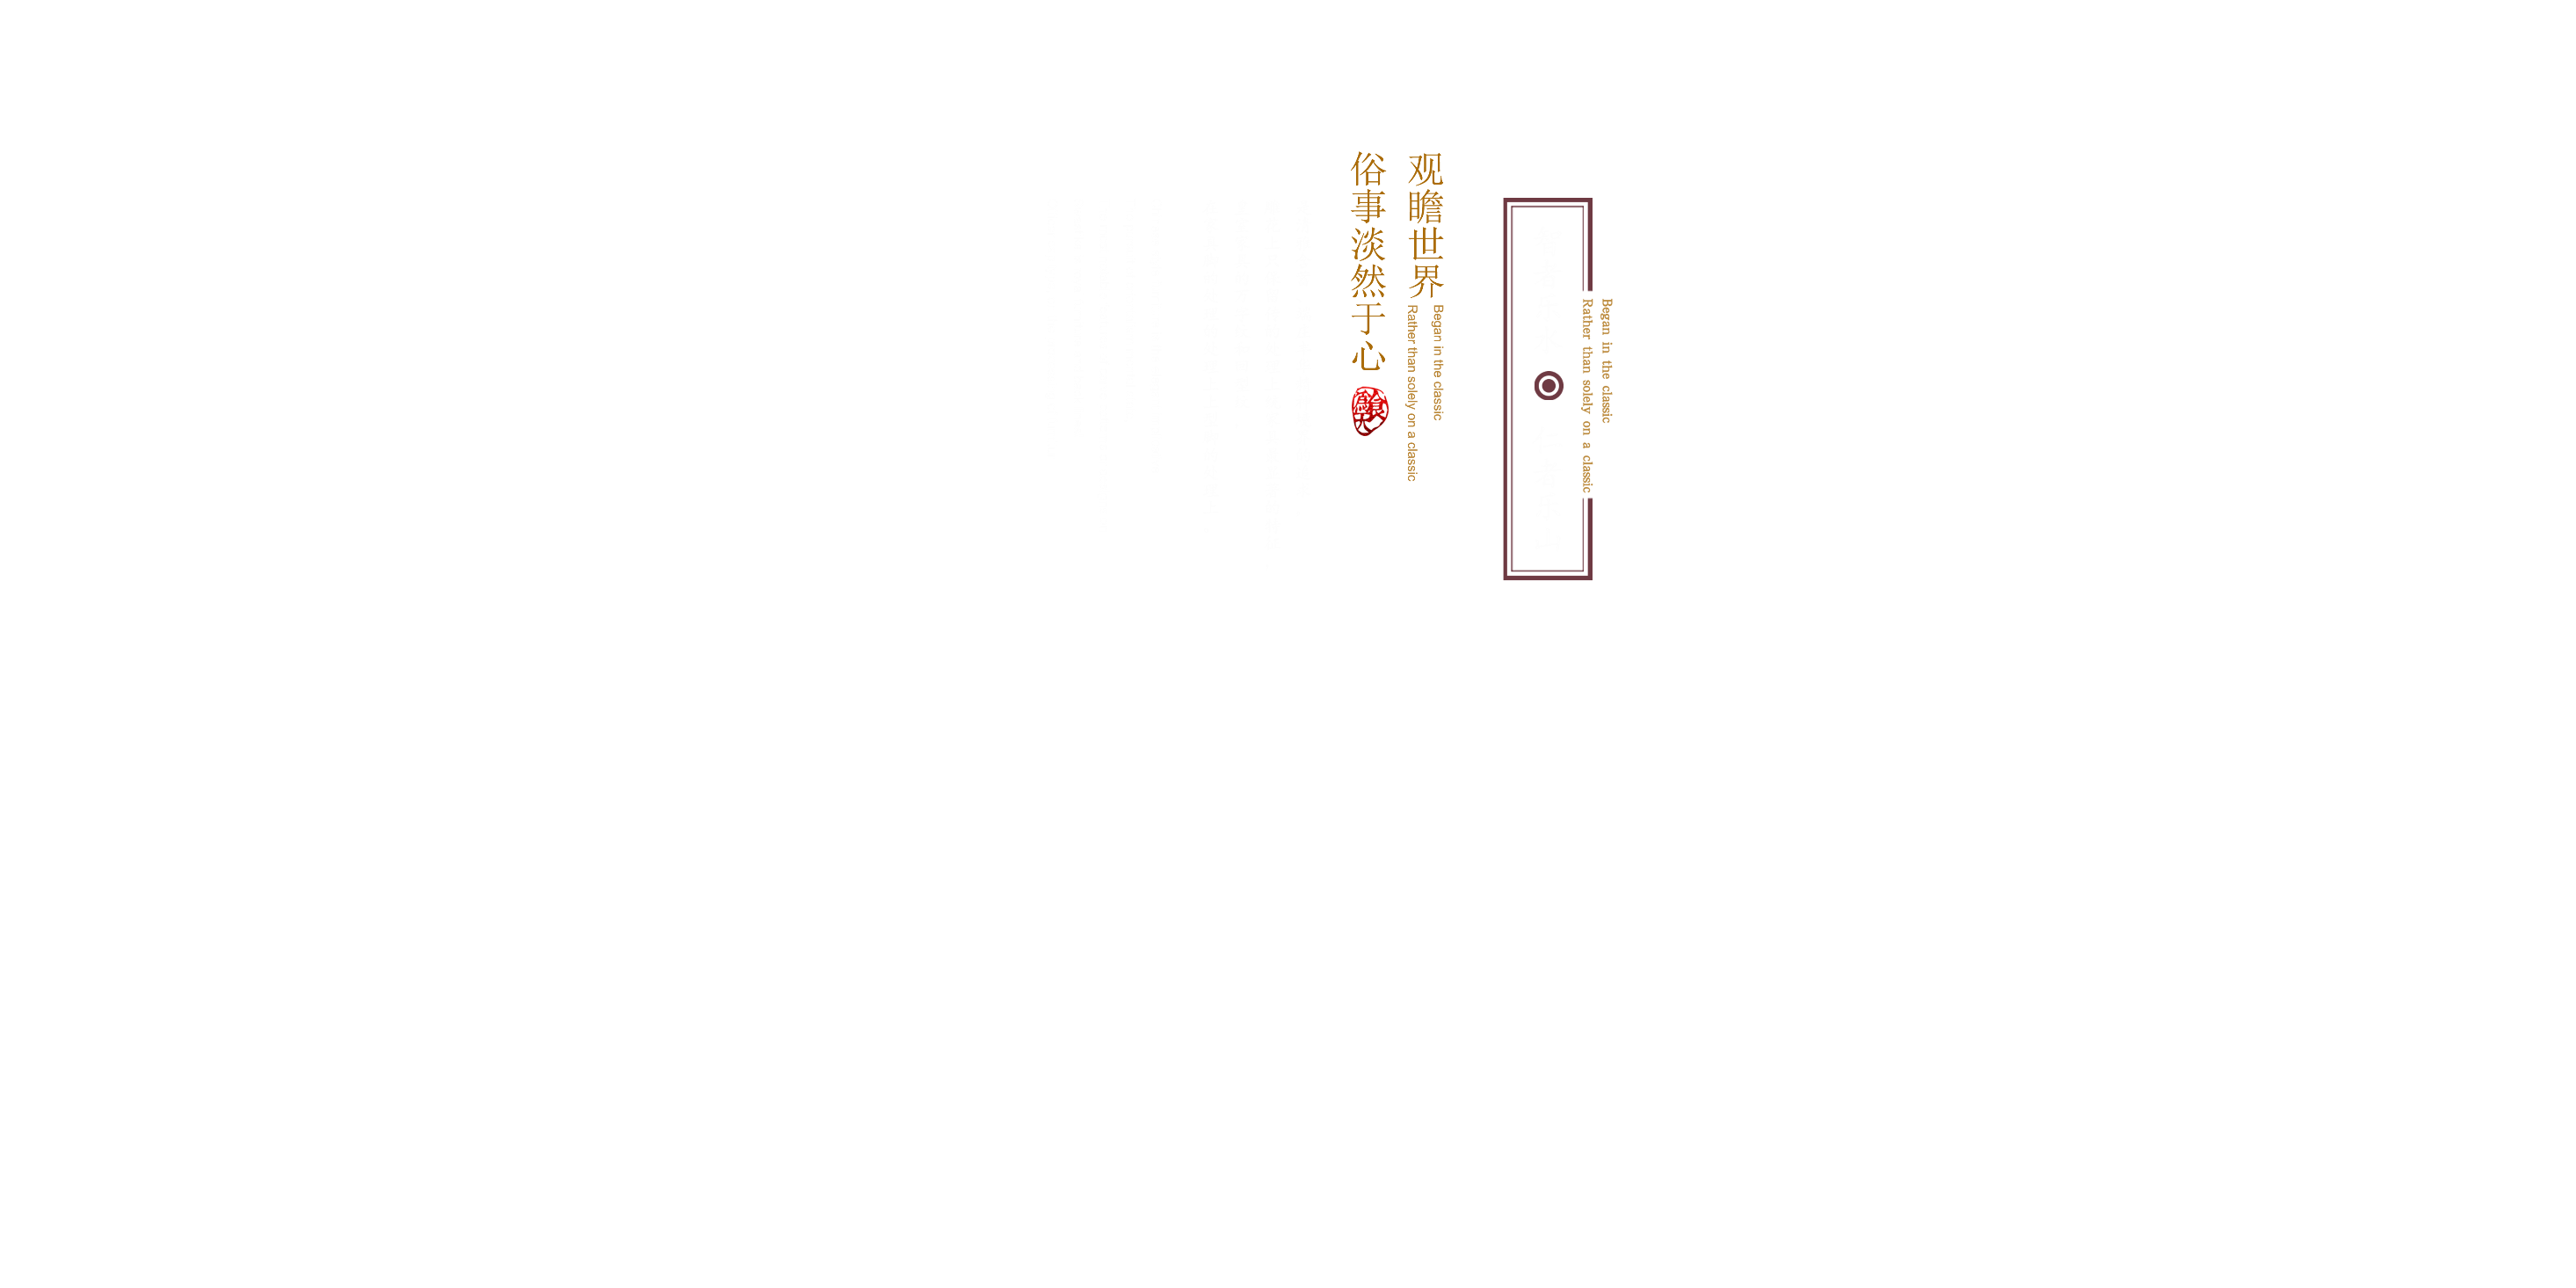 Began in the classic
Rather than solely on a classic
观瞻世界
Began in the classic
Rather than solely on a classic
俗事淡然于心